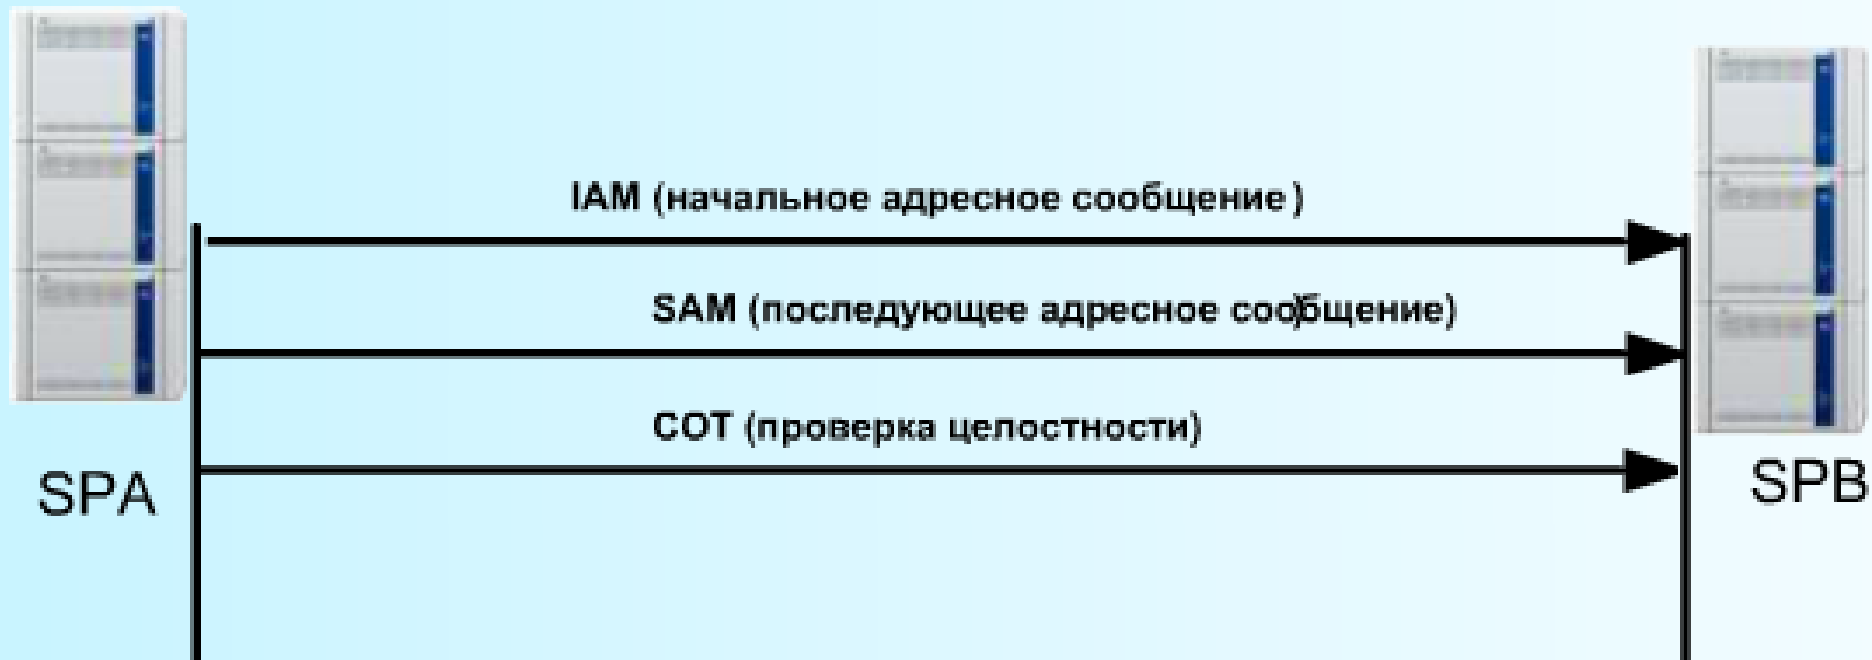 IAM (начальное адресное сообщение)
SAM (последующее адресное сообщение)
COT (проверка целостности)
SPA
SPB